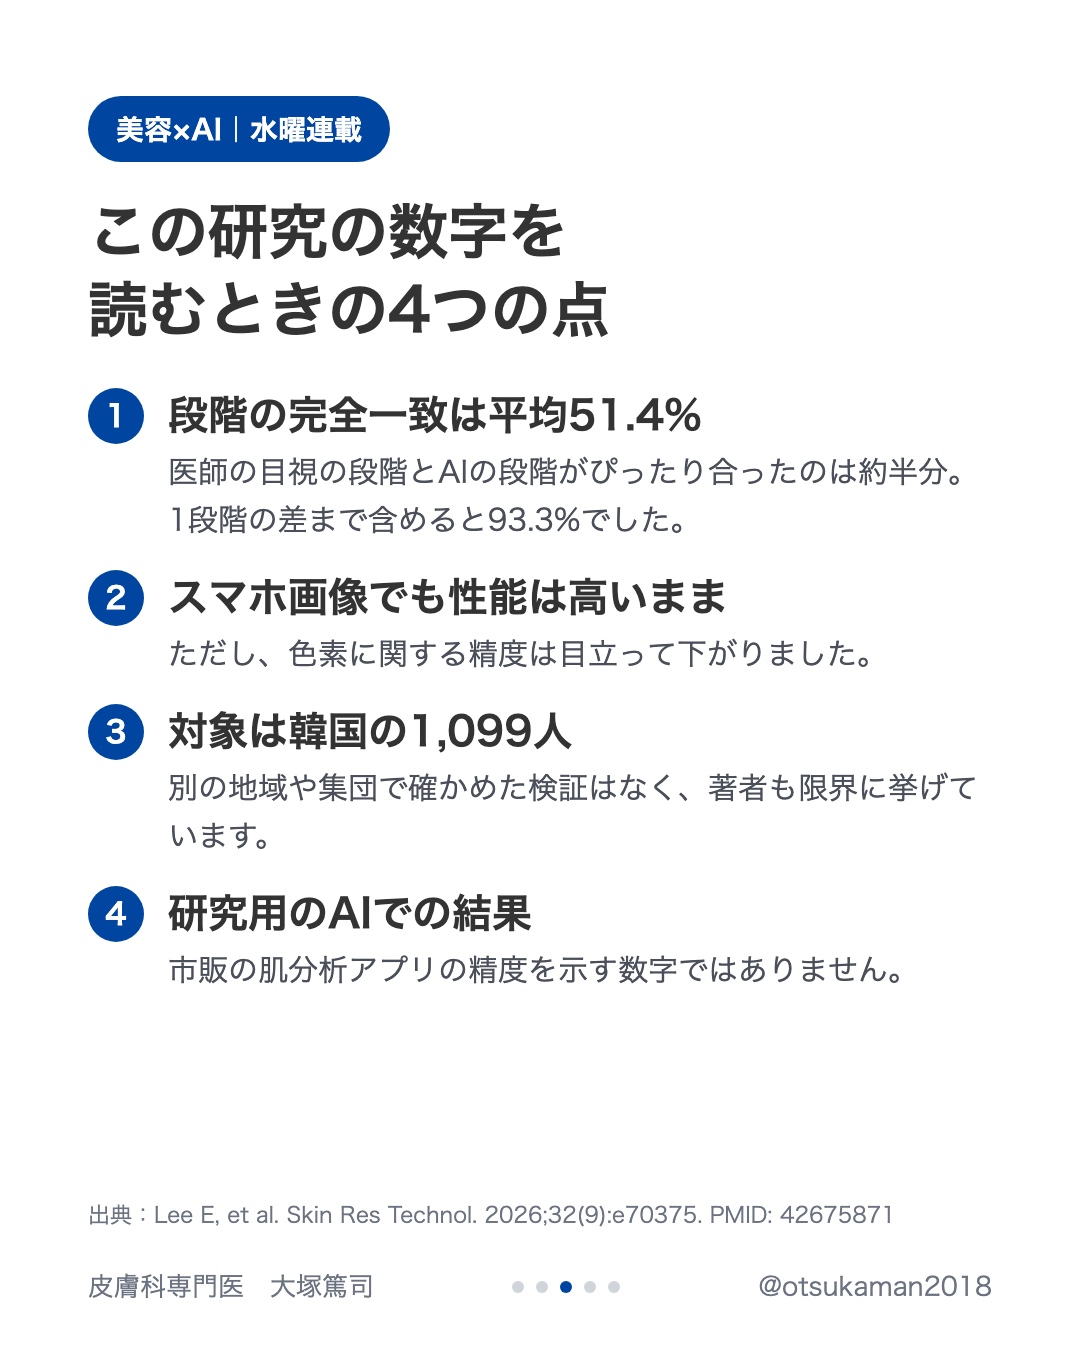 美容×AI｜水曜連載
この研究の数字を
読むときの4つの点
1 段階の完全一致は平均51.4%
医師の目視の段階とAIの段階がぴったり合ったのは約半分。
1段階の差まで含めると93.3%でした。
2 スマホ画像でも性能は高いまま
ただし、色素に関する精度は目立って下がりました。
3 対象は韓国の1,099人
別の地域や集団で確かめた検証はなく、著者も限界に挙げて
います。
4 研究用のAIでの結果
市販の肌分析アプリの精度を示す数字ではありません。
出典：Lee E, et al. Skin Res Technol. 2026;32(9):e70375. PMID: 42675871
皮膚科専門医　大塚篤司
@otsukaman2018